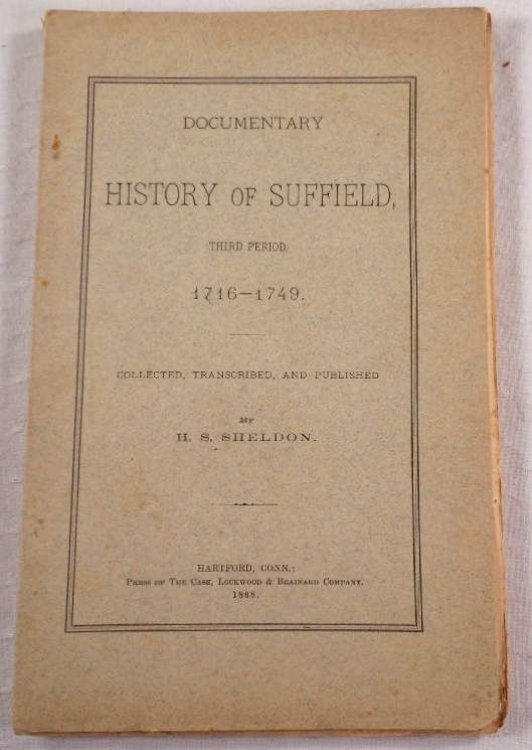 DOCUMENTARY
HISTORY OF SUFFIELD,
THIRD PERIOD.
1716–1749.
COLLECTED, TRANSCRIBED, AND PUBLISHED
BY
H. S. SHELDON.
HARTFORD, CONN.:
PRESS OF THE CASE, LOCKWOOD & BRAINARD COMPANY.
1888.